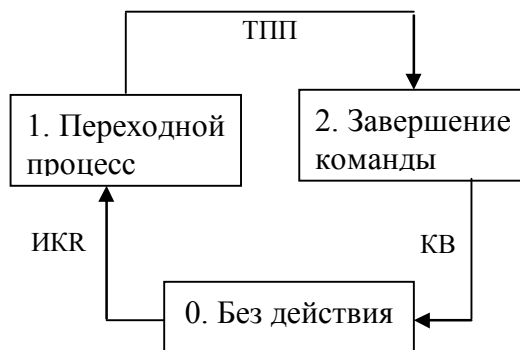 ТПП
1. Переходной
процесс
2. Завершение
команды
ИКR
КВ
0. Без действия